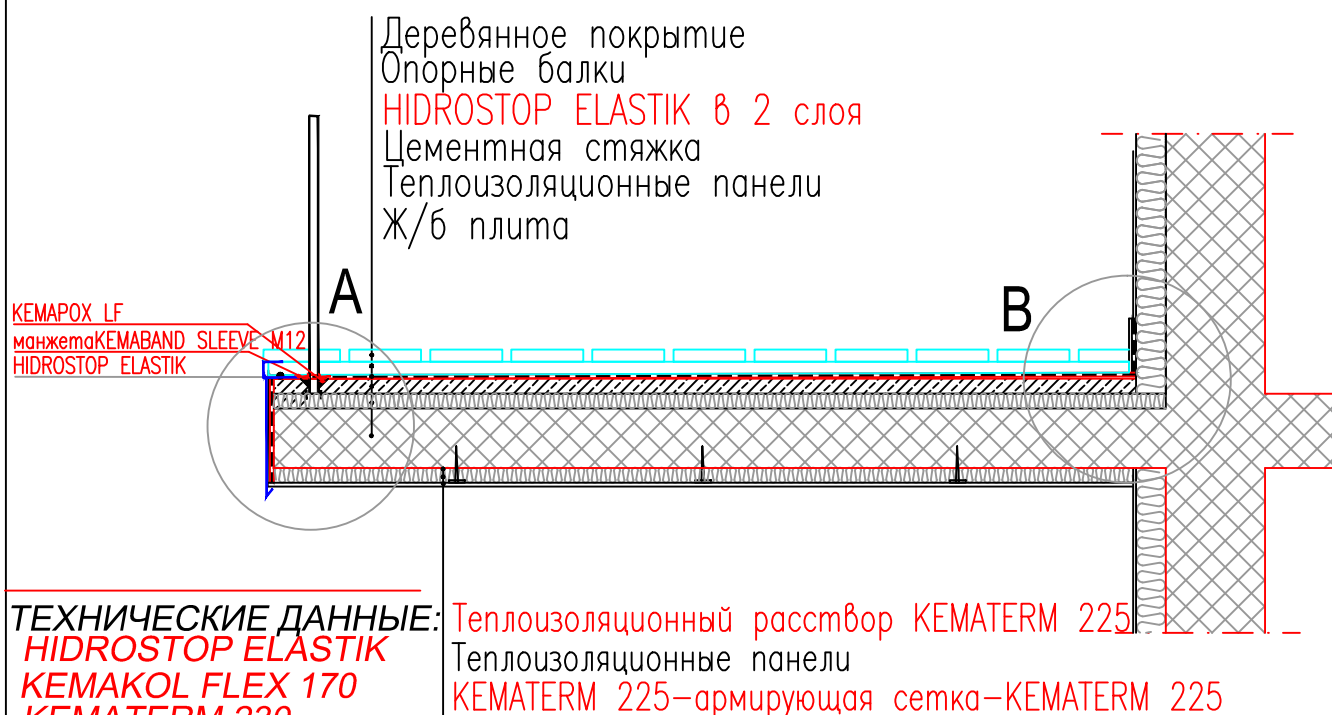 Деревянное покрытие
Опорные балки
HIDROSTOP ELASTIK в 2 слоя
Цементная стяжка
Теплоизоляционные панели
Ж/б плита
A
B
KEMAPOX LF
манжетаKEMABAND SLEEVE M12
HIDROSTOP ELASTIK
ТЕХНИЧЕСКИЕ ДАННЫЕ:
HIDROSTOP ELASTIK
KEMAKOL FLEX 170
KEMATERM 230
Теплоизоляционный расствор KEMATERM 225
Теплоизоляционные панели
KEMATERM 225-армирующая сетка-KEMATERM 225